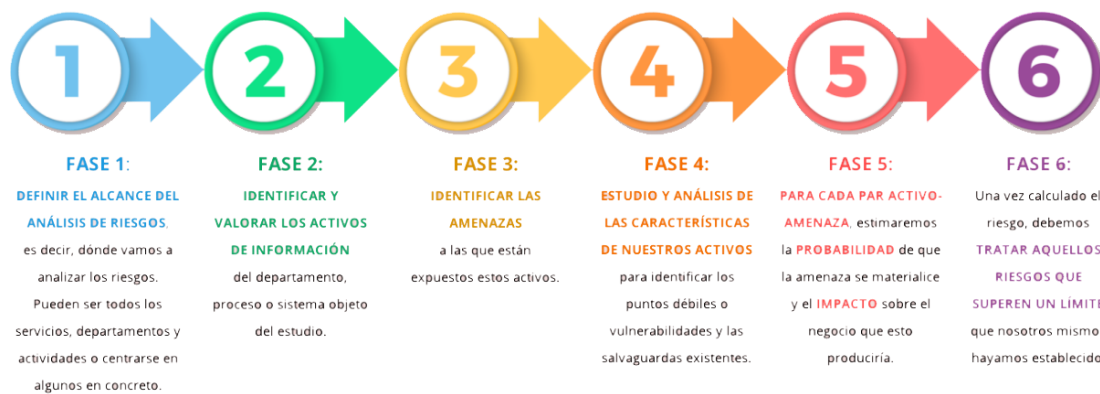 1
2
3
4
5
6
FASE 1:
DEFINIR EL ALCANCE DEL
ANÁLISIS DE RIESGOS,
es decir, dónde vamos a
analizar los riesgos.
Pueden ser todos los
servicios, departamentos y
actividades o centrarse en
algunos en concreto.
FASE 2:
IDENTIFICAR Y
VALORAR LOS ACTIVOS
DE INFORMACIÓN
del departamento,
proceso o sistema objeto
del estudio.
FASE 3:
IDENTIFICAR LAS
AMENAZAS
a las que están
expuestos estos activos.
FASE 4:
ESTUDIO Y ANÁLISIS DE
LAS CARACTERÍSTICAS
DE NUESTROS ACTIVOS
para identificar los
puntos débiles o
vulnerabilidades y las
salvaguardas existentes.
FASE 5:
PARA CADA PAR ACTIVO-
AMENAZA, estimaremos
la PROBABILIDAD de que
la amenaza se materialice
y el IMPACTO sobre el
negocio que esto
produciría.
FASE 6:
Una vez calculado el
riesgo, debemos
TRATAR AQUELLOS
RIESGOS QUE
SUPEREN UN LÍMITE
que nosotros mismo
hayamos establecido